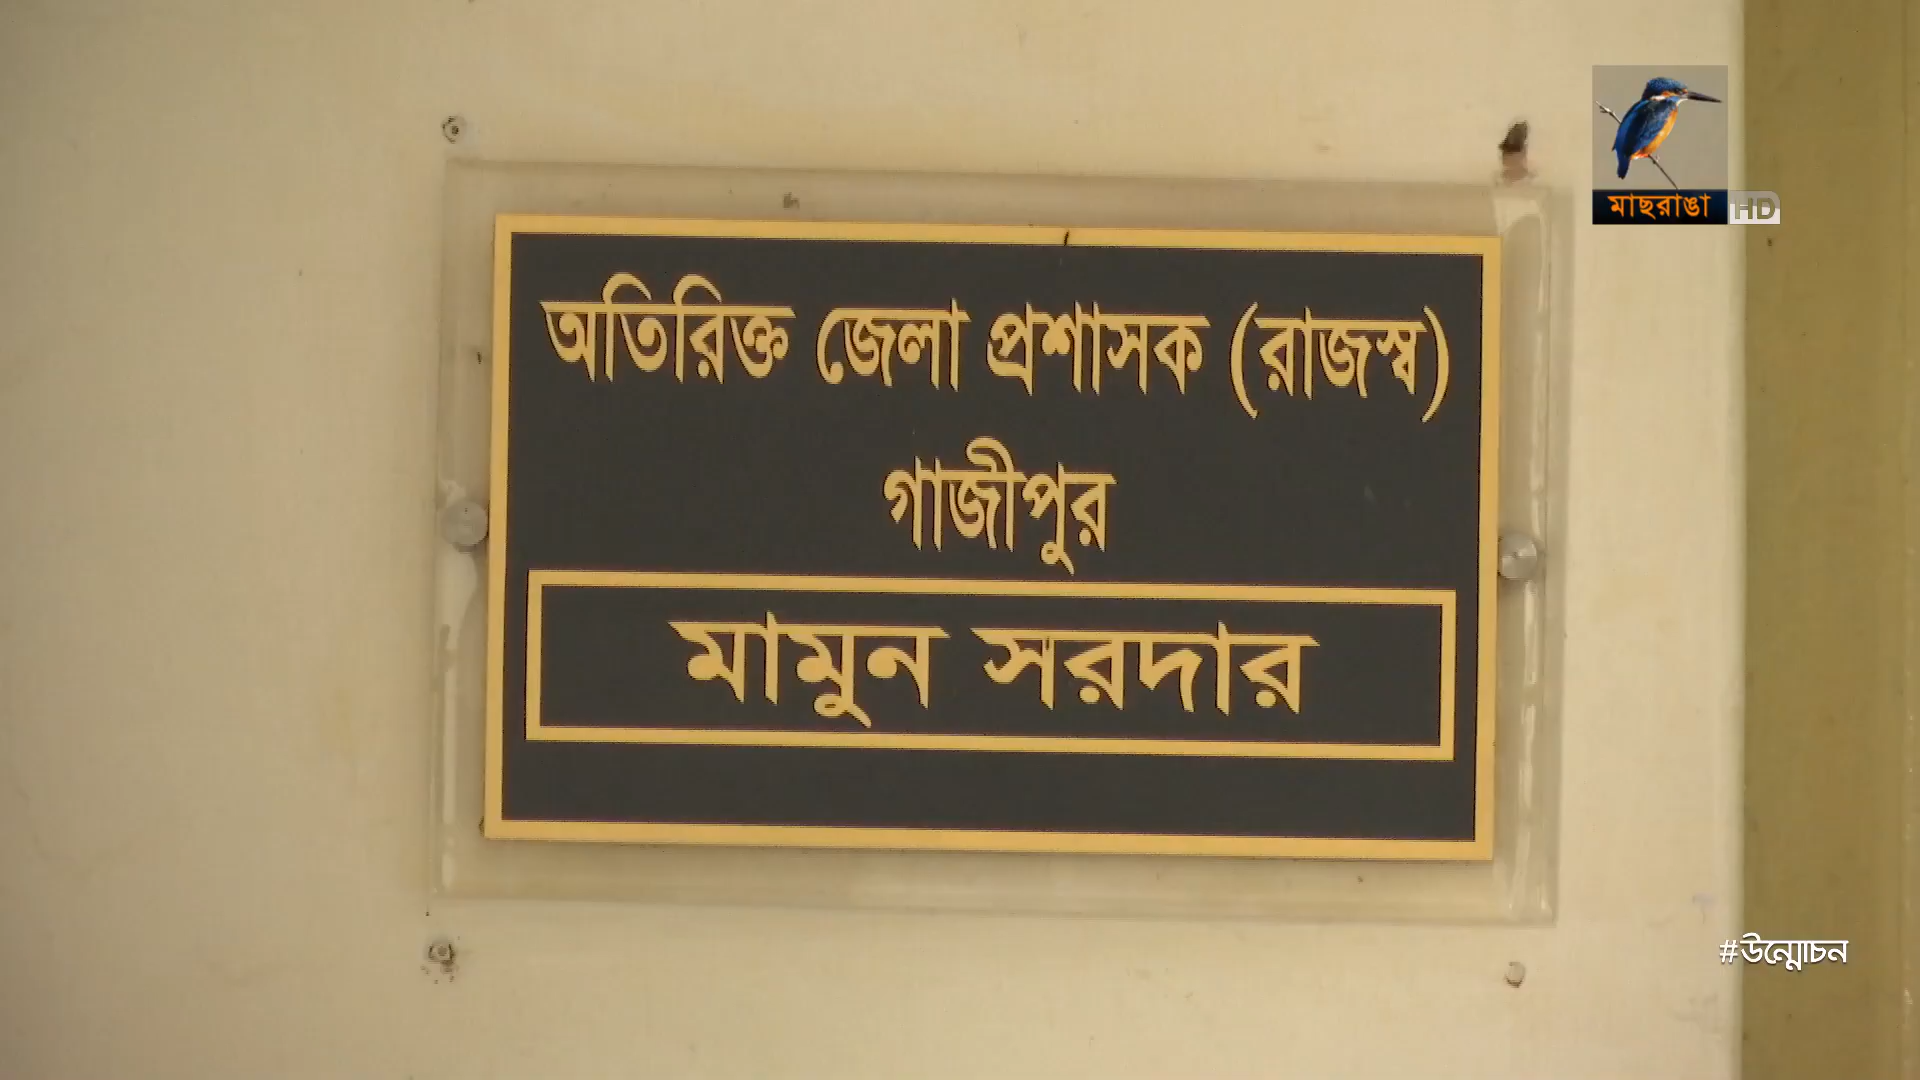 মাছরাঙা HD
অতিরিক্ত জেলা প্রশাসক (রাজস্ব)
গাজীপুর
মামুন সরদার
#উন্মোচন